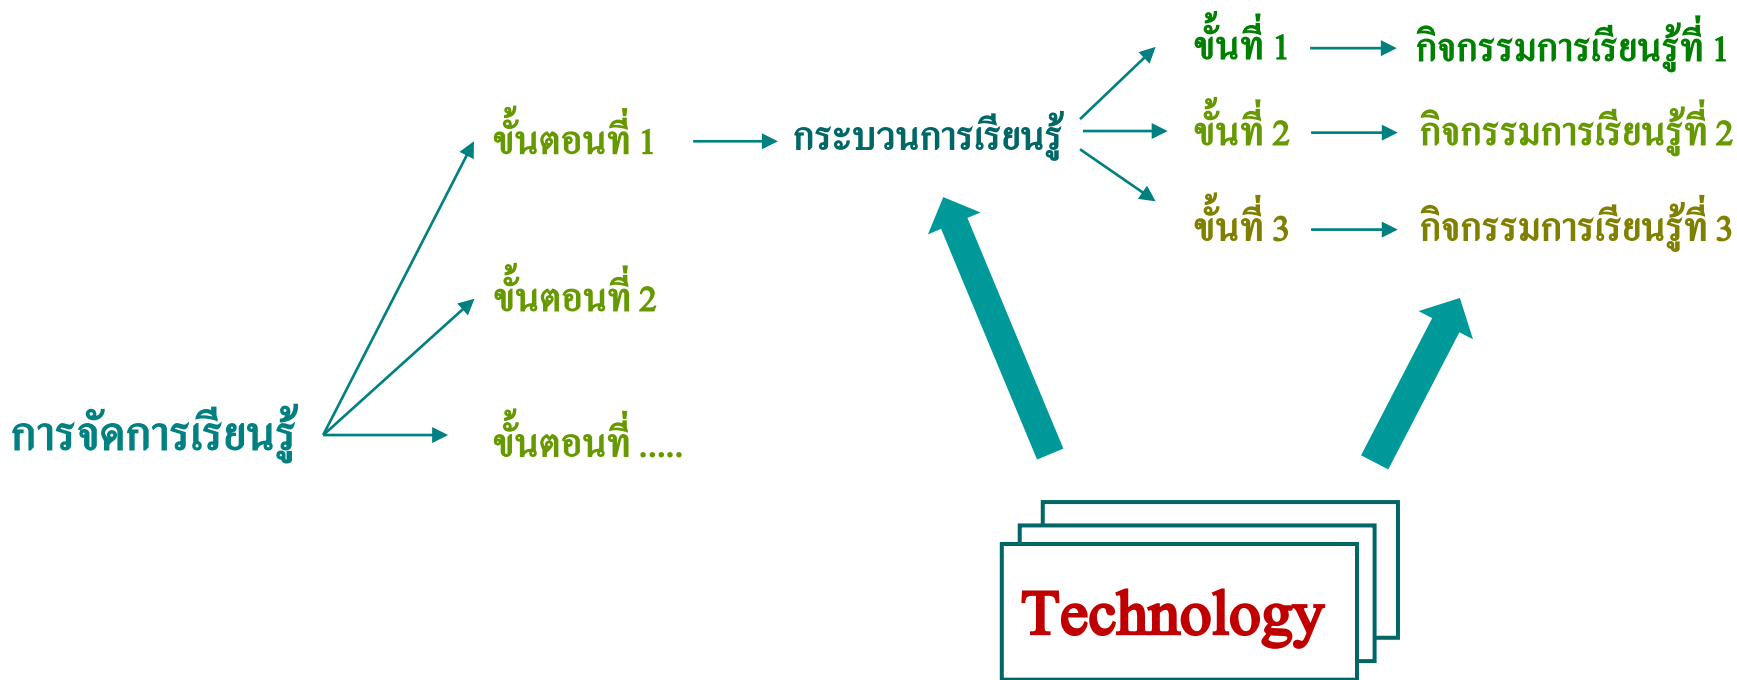 ขั้นที่ 1
กิจกรรมการเรียนรู้ที่ 1
ขั้นตอนที่ 1
กระบวนการเรียนรู้
ขั้นที่ 2
กิจกรรมการเรียนรู้ที่ 2
ขั้นที่ 3
กิจกรรมการเรียนรู้ที่ 3
ขั้นตอนที่ 2
การจัดการเรียนรู้
ขั้นตอนที่ .....
Technology